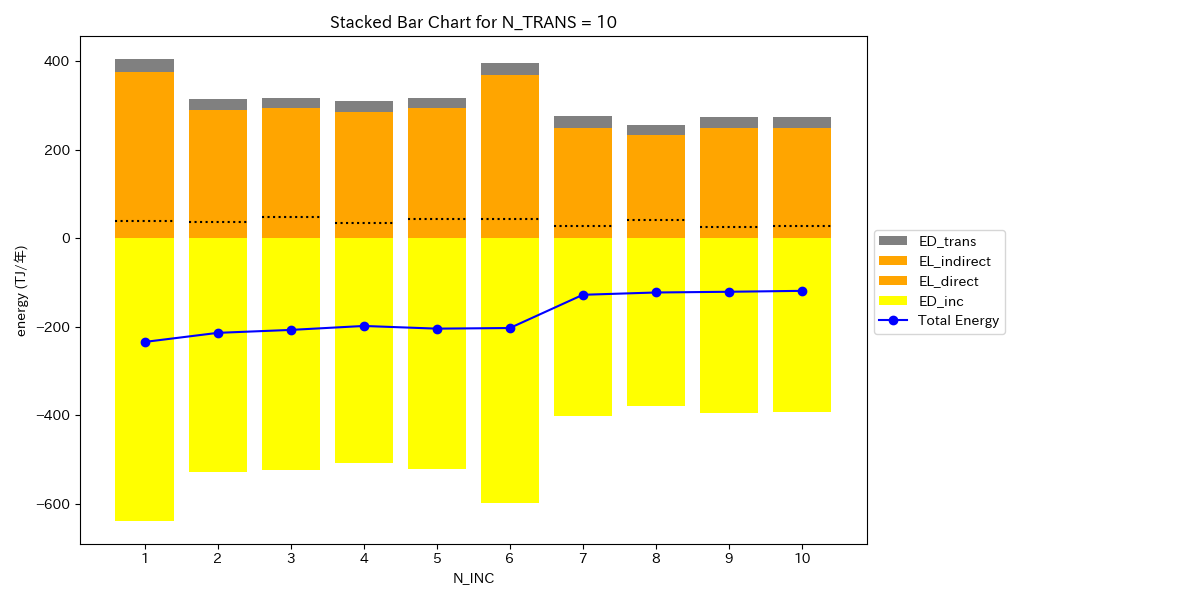 Stacked Bar Chart for N_TRANS = 10
energy (TJ/年)
400
200
0
−200
−400
−600
1 2 3 4 5 6 7 8 9 10
N_INC
ED_trans
EL_indirect
EL_direct
ED_inc
Total Energy